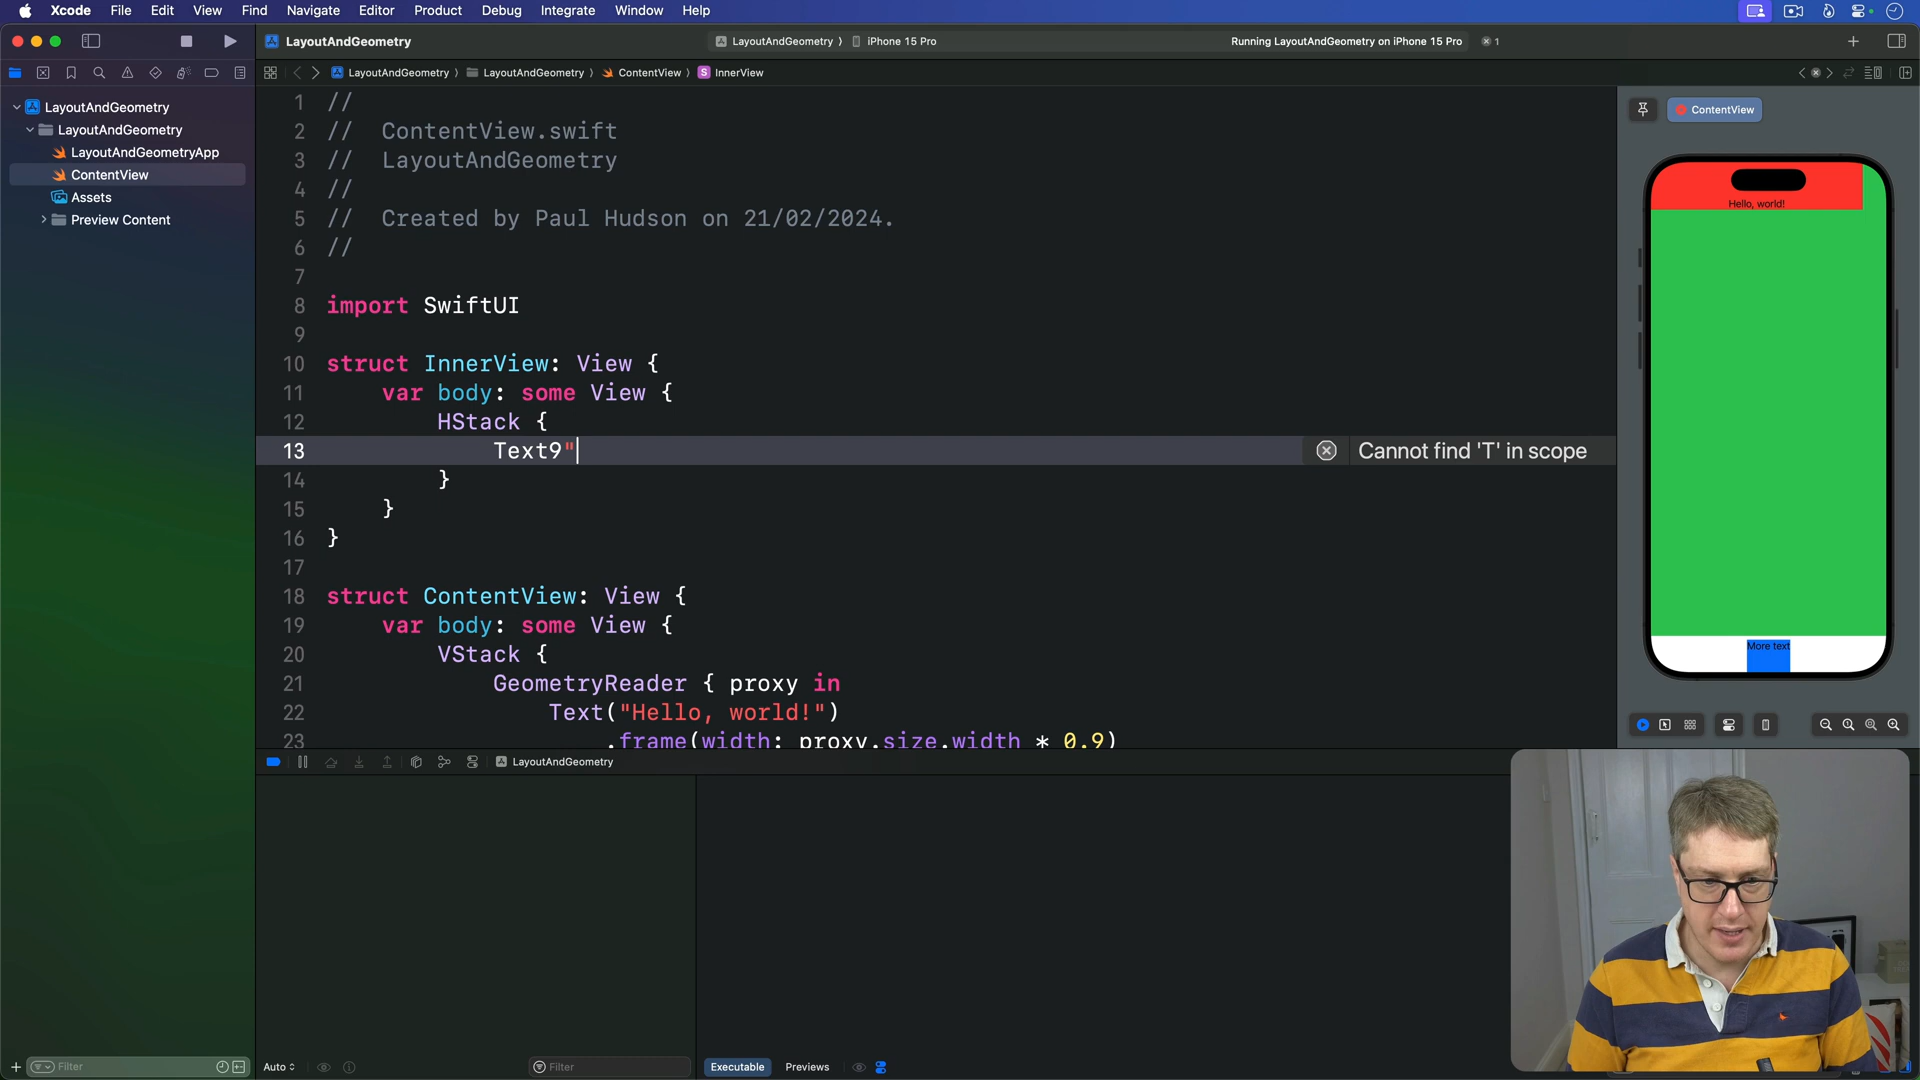 Xcode File Edit View Find Navigate Editor Product Debug Integrate Window Help
LayoutAndGeometry
LayoutAndGeometry ⟩ iPhone 15 Pro
Running LayoutAndGeometry on iPhone 15 Pro
1
LayoutAndGeometry ⟩ LayoutAndGeometry ⟩ ContentView ⟩ S InnerView
LayoutAndGeometry
LayoutAndGeometry
LayoutAndGeometryApp
ContentView
Assets
Preview Content
1 //
2 // ContentView.swift
3 // LayoutAndGeometry
4 //
5 // Created by Paul Hudson on 21/02/2024.
6 //
7
8 import SwiftUI
9
10 struct InnerView: View {
11 var body: some View {
12 HStack {
13 Text9"
Cannot find 'T' in scope
14 }
15 }
16 }
17
18 struct ContentView: View {
19 var body: some View {
20 VStack {
21 GeometryReader { proxy in
22 Text("Hello, world!")
23 .frame(width: proxy.size.width * 0.9)
ContentView
Hello, world!
More text
LayoutAndGeometry
Filter
Auto
Filter
Executable
Previews